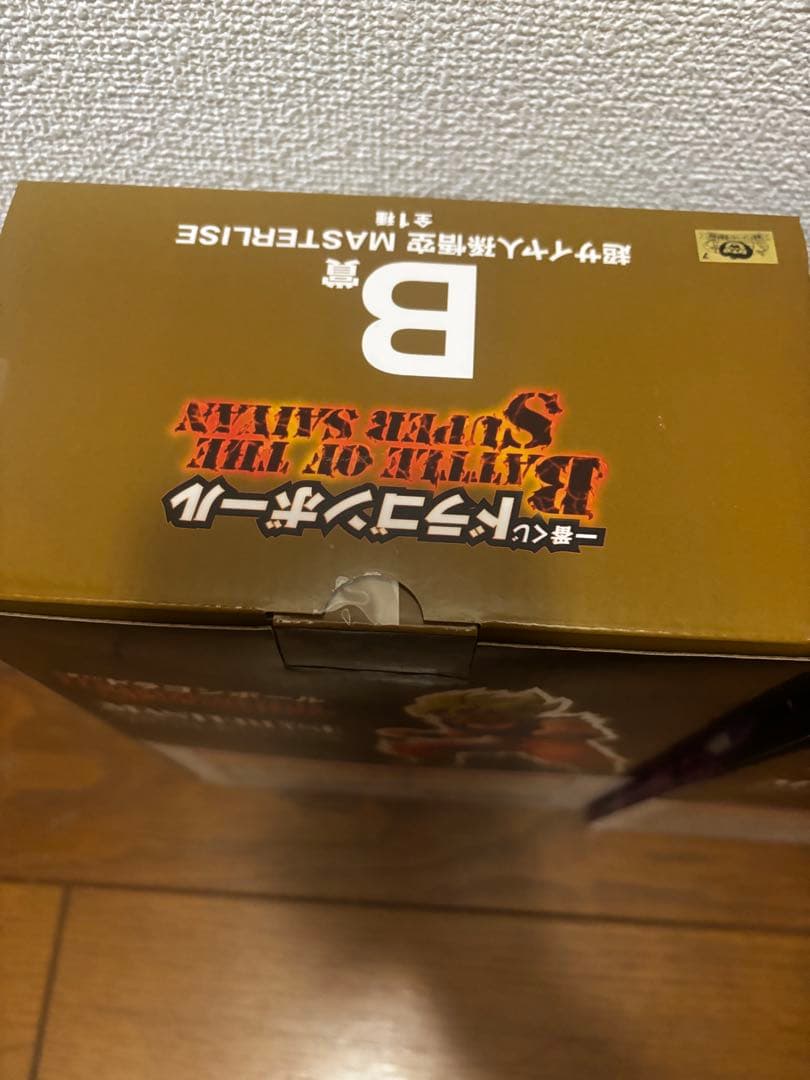 一番くじ ドラゴンボール
BATTLE OF THE
SUPER SAIYAN
B賞
超サイヤ人孫悟空 MASTERLISE
全1種